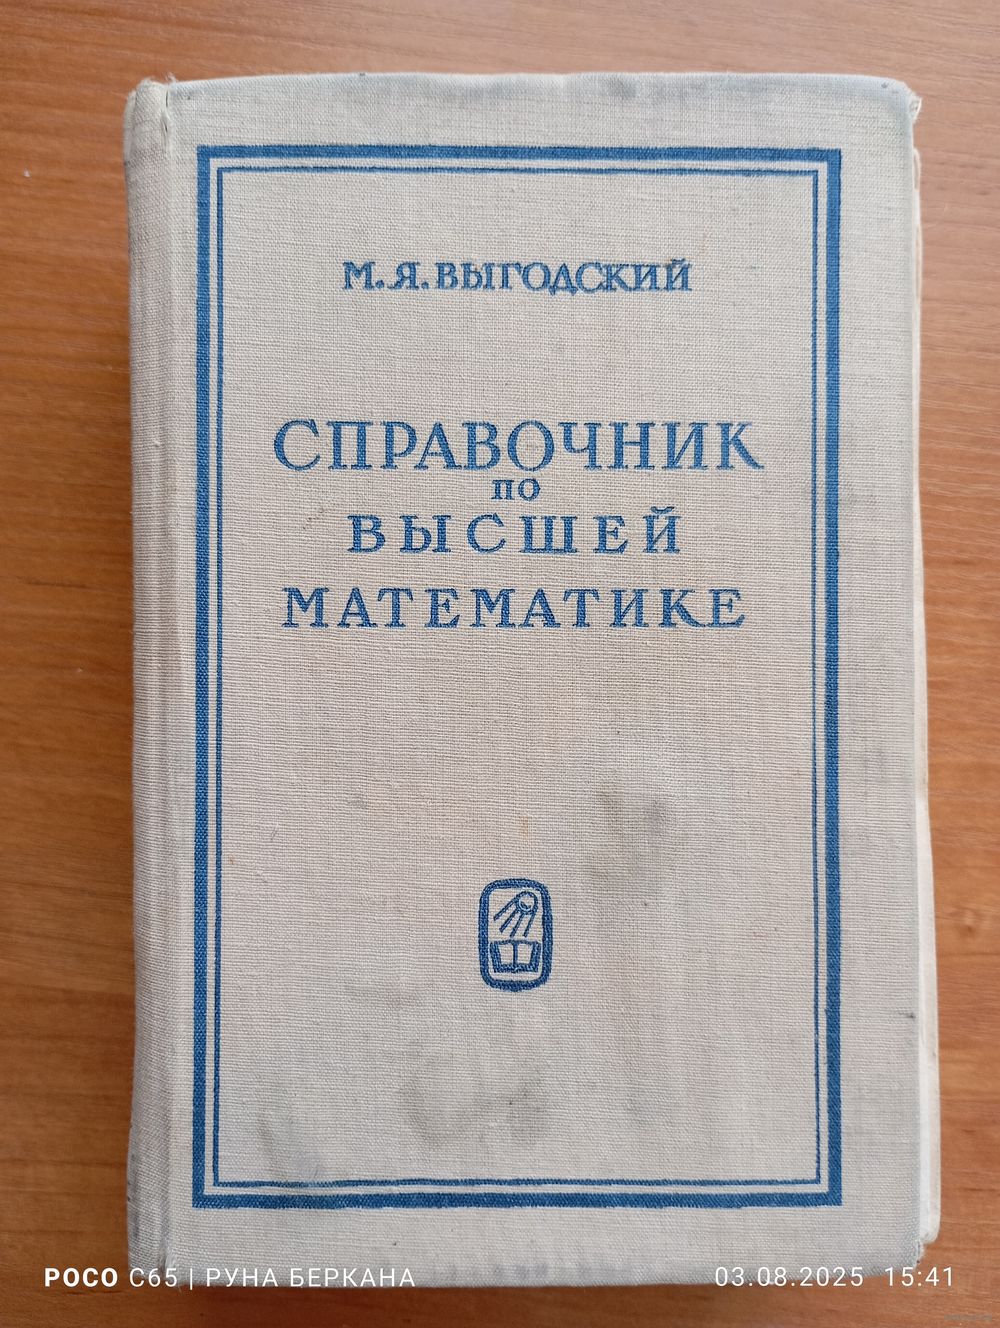 М. Я. ВЫГОДСКИЙ
СПРАВОЧНИК
ПО
ВЫСШЕЙ
МАТЕМАТИКЕ
POCO C65 | РУНА БЕРКАНА
03.08.2025 15:41